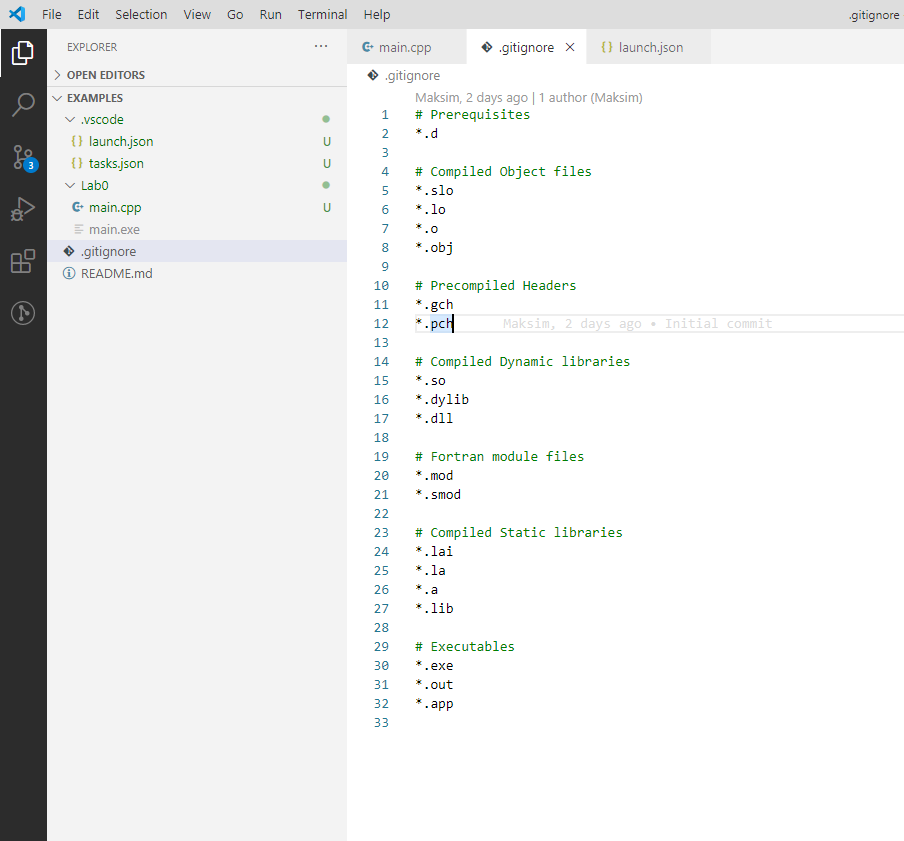 File Edit Selection View Go Run Terminal Help .gitignore
EXPLORER ···
OPEN EDITORS
EXAMPLES
.vscode
{} launch.json U
{} tasks.json U
Lab0
main.cpp U
main.exe
.gitignore
README.md
3
main.cpp .gitignore {} launch.json
.gitignore
Maksim, 2 days ago | 1 author (Maksim)
1 # Prerequisites
2 *.d
3
4 # Compiled Object files
5 *.slo
6 *.lo
7 *.o
8 *.obj
9
10 # Precompiled Headers
11 *.gch
12 *.pch Maksim, 2 days ago • Initial commit
13
14 # Compiled Dynamic libraries
15 *.so
16 *.dylib
17 *.dll
18
19 # Fortran module files
20 *.mod
21 *.smod
22
23 # Compiled Static libraries
24 *.lai
25 *.la
26 *.a
27 *.lib
28
29 # Executables
30 *.exe
31 *.out
32 *.app
33